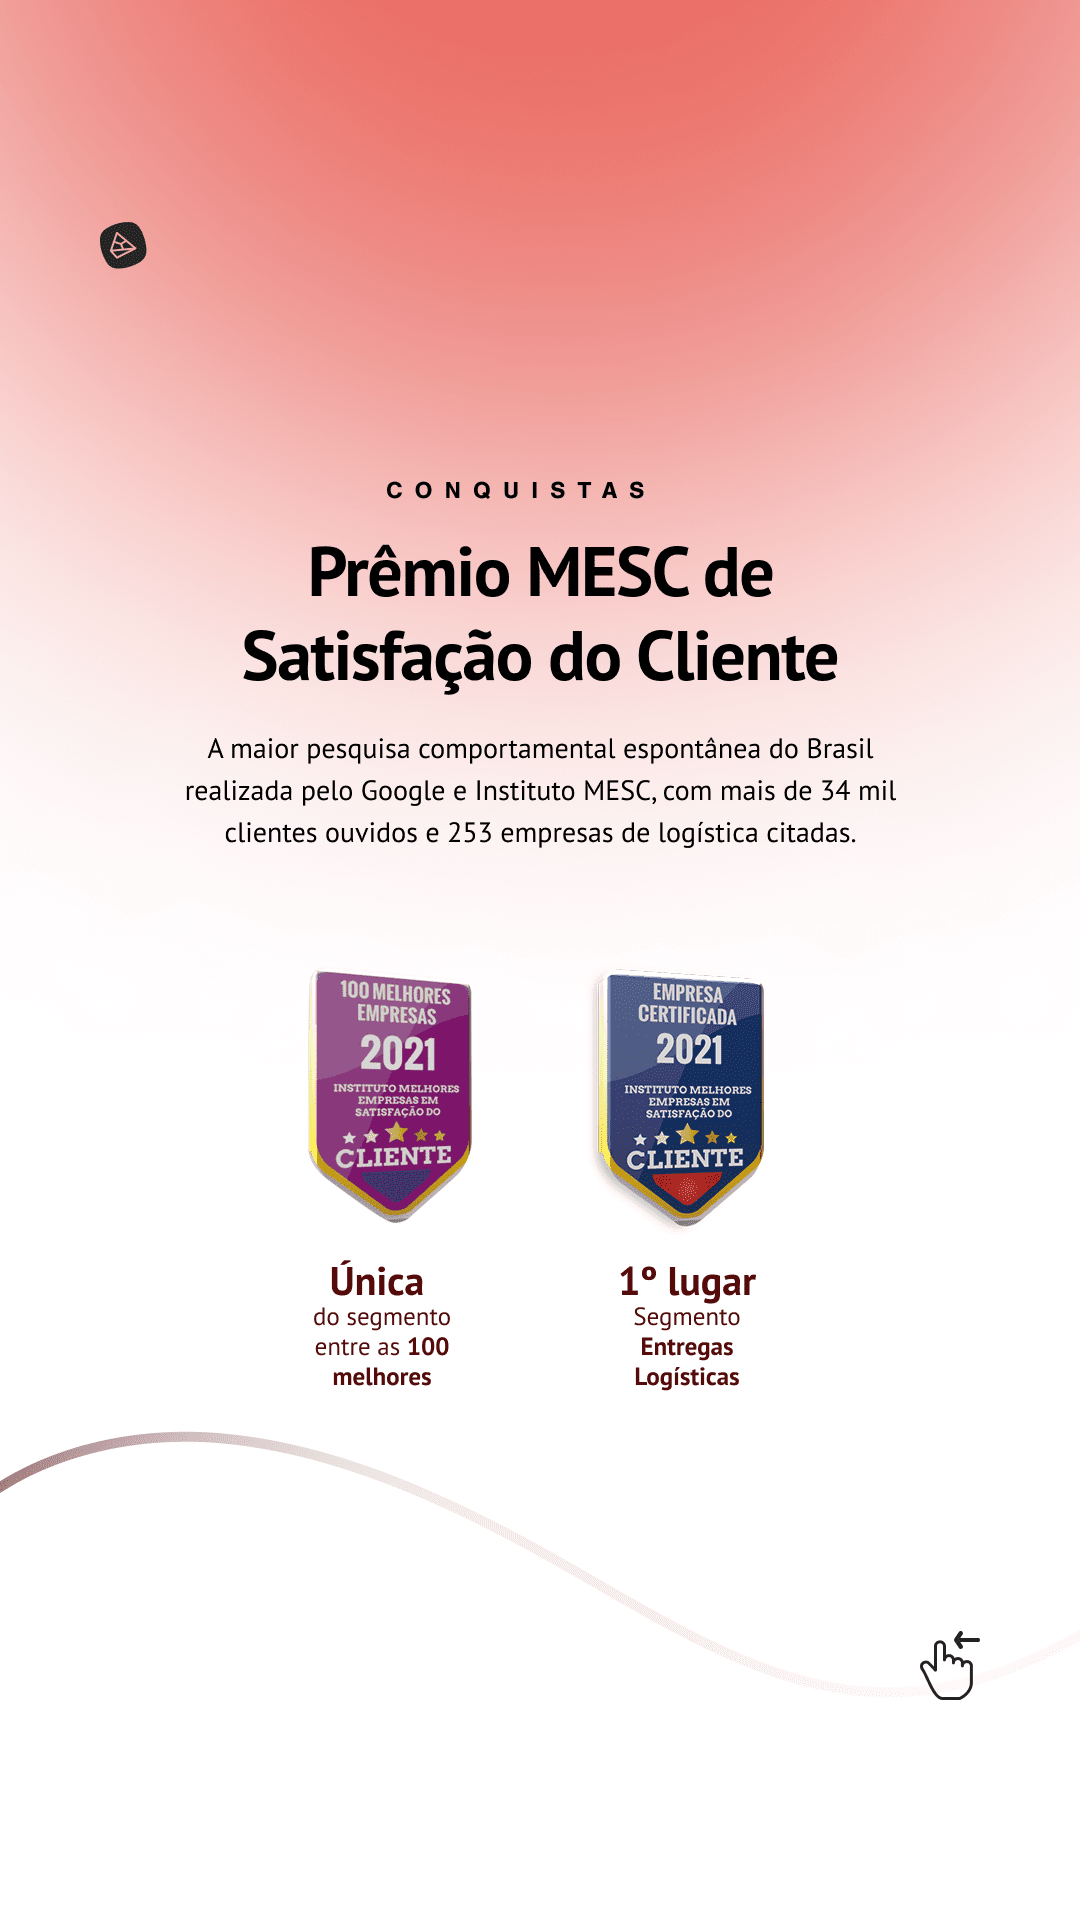 CONQUISTAS
Prêmio MESC de
Satisfação do Cliente
A maior pesquisa comportamental espontânea do Brasil
realizada pelo Google e Instituto MESC, com mais de 34 mil
clientes ouvidos e 253 empresas de logística citadas.
100 MELHORES
EMPRESAS
2021
INSTITUTO MELHORES
EMPRESAS EM
SATISFAÇÃO DO
CLIENTE
EMPRESA
CERTIFICADA
2021
INSTITUTO MELHORES
EMPRESAS EM
SATISFAÇÃO DO
CLIENTE
Única
do segmento
entre as 100
melhores
1º lugar
Segmento
Entregas
Logísticas